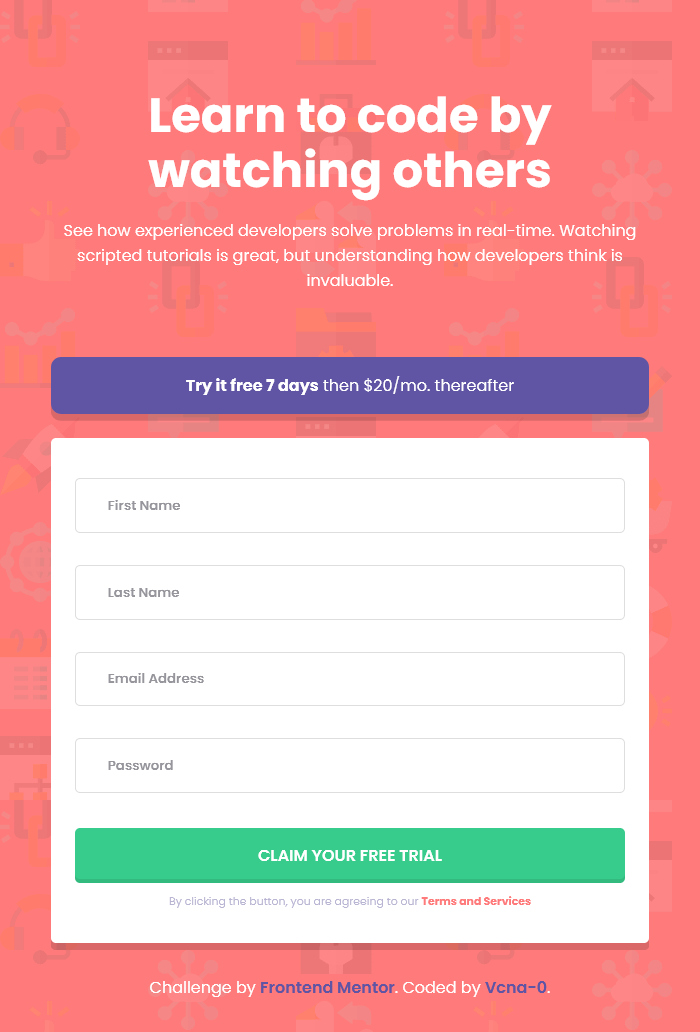 Learn to code by
watching others
See how experienced developers solve problems in real-time. Watching
scripted tutorials is great, but understanding how developers think is
invaluable.
Try it free 7 days then $20/mo. thereafter
First Name
Last Name
Email Address
Password
CLAIM YOUR FREE TRIAL
By clicking the button, you are agreeing to our Terms and Services
Challenge by Frontend Mentor. Coded by Vcna-0.